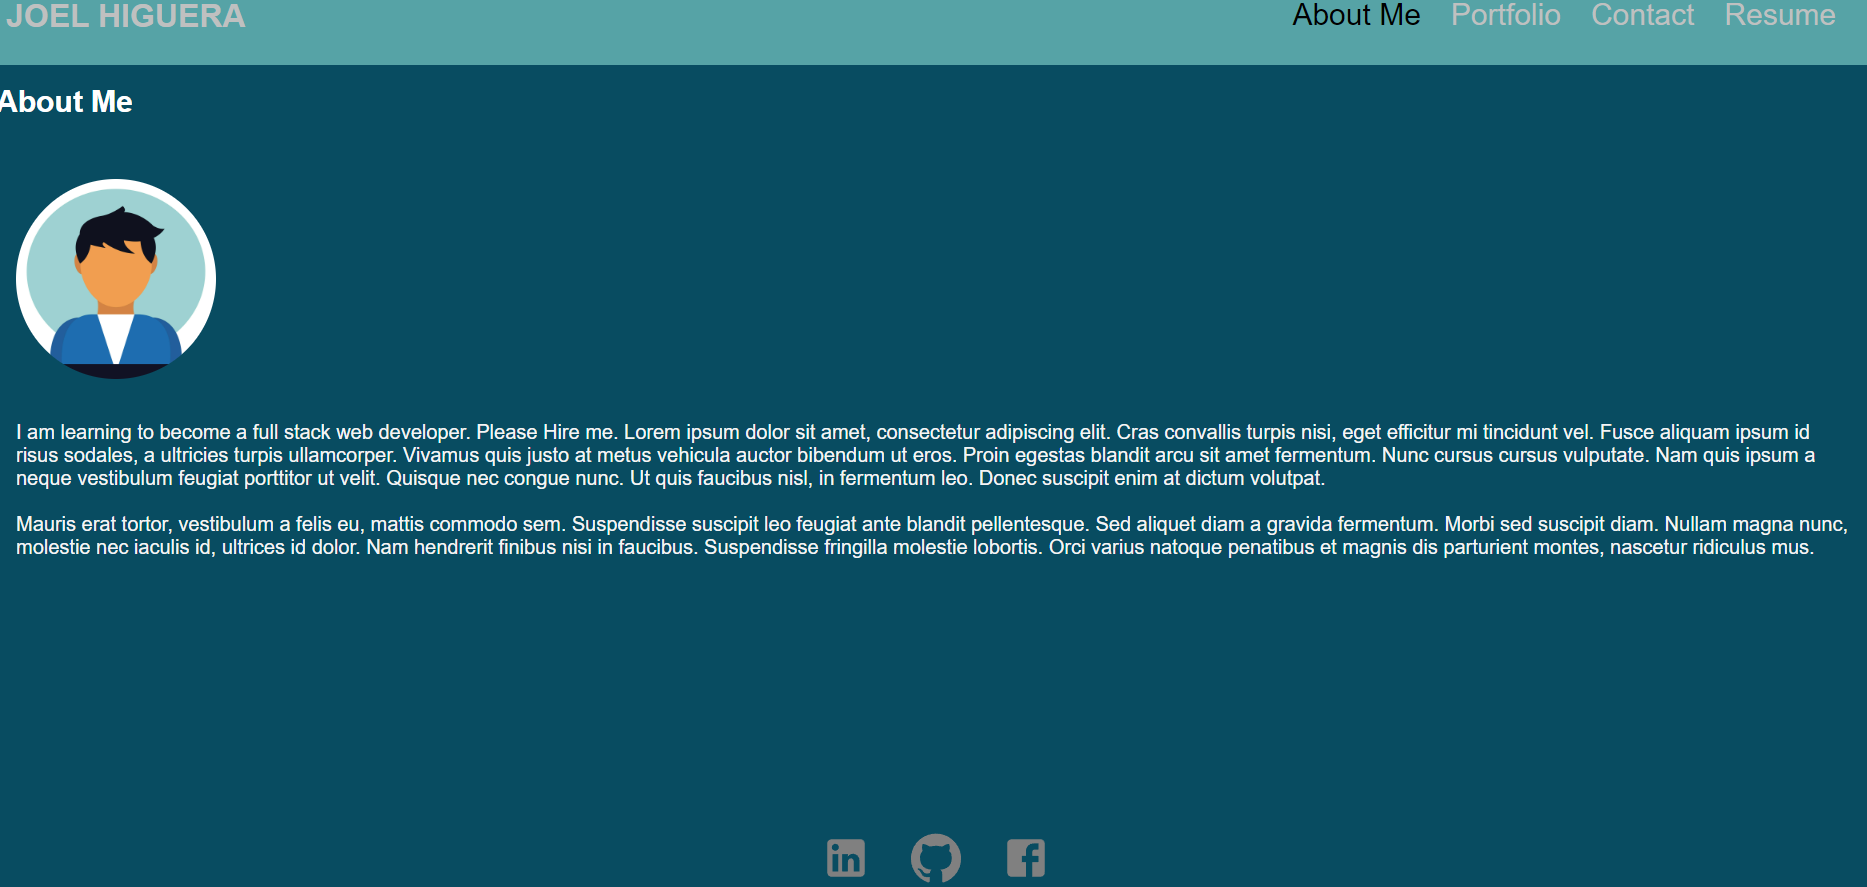 JOEL HIGUERA
About Me Portfolio Contact Resume
About Me
I am learning to become a full stack web developer. Please Hire me. Lorem ipsum dolor sit amet, consectetur adipiscing elit. Cras convallis turpis nisi, eget efficitur mi tincidunt vel. Fusce aliquam ipsum id
risus sodales, a ultricies turpis ullamcorper. Vivamus quis justo at metus vehicula auctor bibendum ut eros. Proin egestas blandit arcu sit amet fermentum. Nunc cursus cursus vulputate. Nam quis ipsum a
neque vestibulum feugiat porttitor ut velit. Quisque nec congue nunc. Ut quis faucibus nisl, in fermentum leo. Donec suscipit enim at dictum volutpat.
Mauris erat tortor, vestibulum a felis eu, mattis commodo sem. Suspendisse suscipit leo feugiat ante blandit pellentesque. Sed aliquet diam a gravida fermentum. Morbi sed suscipit diam. Nullam magna nunc,
molestie nec iaculis id, ultrices id dolor. Nam hendrerit finibus nisi in faucibus. Suspendisse fringilla molestie lobortis. Orci varius natoque penatibus et magnis dis parturient montes, nascetur ridiculus mus.
in
f